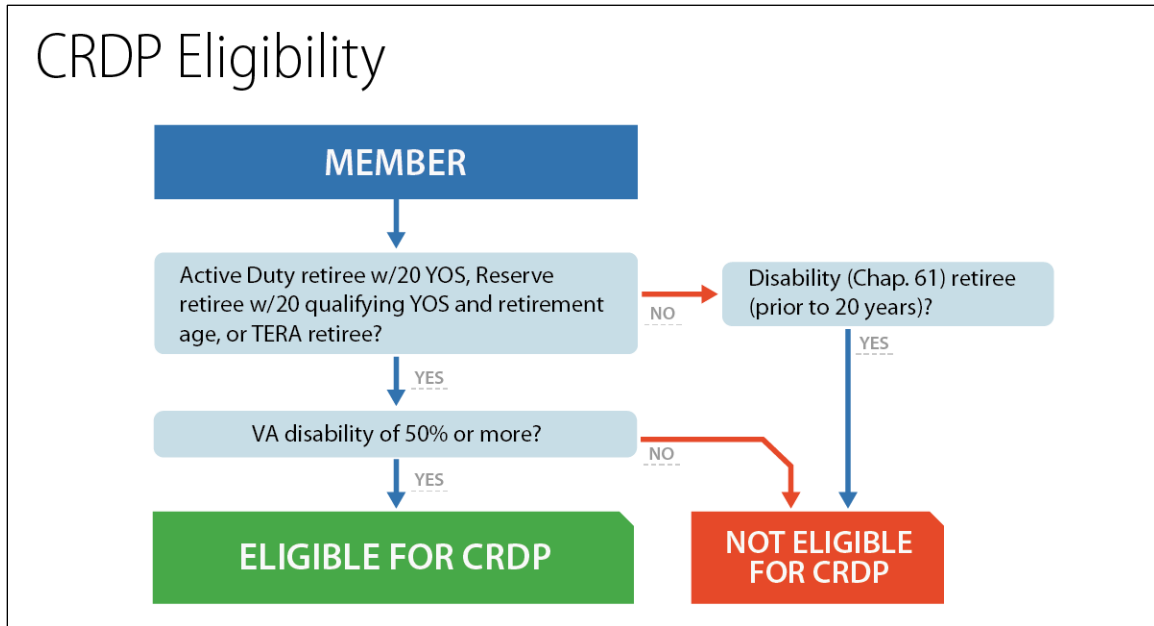 CRDP Eligibility
MEMBER
Active Duty retiree w/20 YOS, Reserve
retiree w/20 qualifying YOS and retirement
age, or TERA retiree?
NO
Disability (Chap. 61) retiree
(prior to 20 years)?
YES
YES
VA disability of 50% or more?
NO
YES
ELIGIBLE FOR CRDP
NOT ELIGIBLE
FOR CRDP